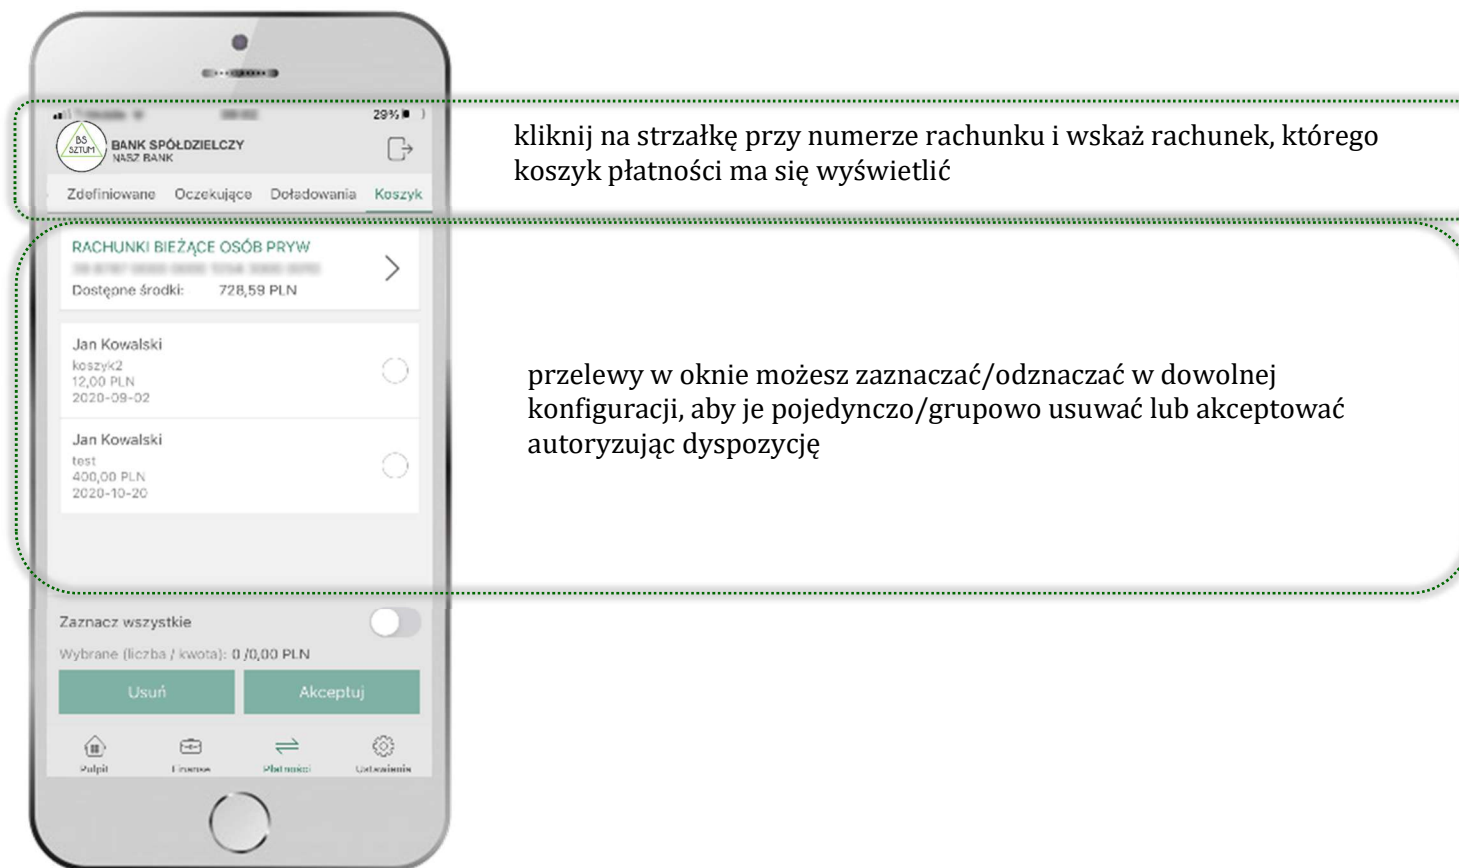 29%
BS
SZTUM
BANK SPÓŁDZIELCZY
NASZ BANK
Zdefiniowane Oczekujące Doładowania Koszyk
kliknij na strzałkę przy numerze rachunku i wskaż rachunek, którego
koszyk płatności ma się wyświetlić
RACHUNKI BIEŻĄCE OSÓB PRYW
Dostępne środki: 728,59 PLN
Jan Kowalski
koszyk2
12,00 PLN
2020-09-02
Jan Kowalski
test
400,00 PLN
2020-10-20
przelewy w oknie możesz zaznaczać/odznaczać w dowolnej
konfiguracji, aby je pojedynczo/grupowo usuwać lub akceptować
autoryzując dyspozycję
Zaznacz wszystkie
Wybrane (liczba / kwota): 0 /0,00 PLN
Usuń Akceptuj
Pulpit Finanse Płatności Ustawienia